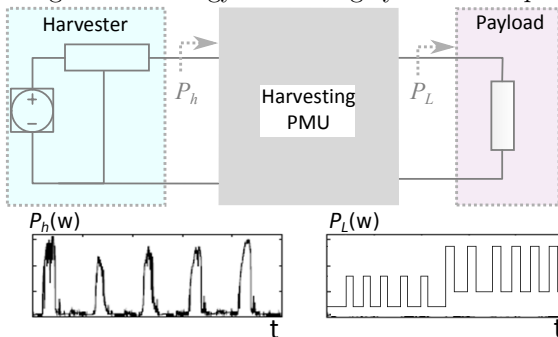 Harvester
Payload
P_h
P_L
Harvesting
PMU
+
−
P_h(w)
P_L(w)
t
t